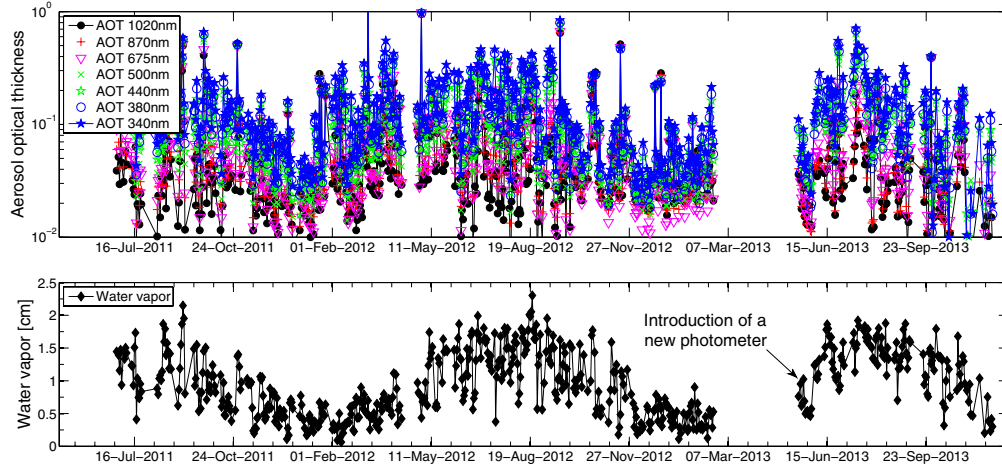 Aerosol optical thickness
10⁰
10⁻¹
10⁻²
AOT 1020nm
AOT 870nm
AOT 675nm
AOT 500nm
AOT 440nm
AOT 380nm
AOT 340nm
16–Jul–2011 24–Oct–2011 01–Feb–2012 11–May–2012 19–Aug–2012 27–Nov–2012 07–Mar–2013 15–Jun–2013 23–Sep–2013
Water vapor [cm]
2.5
2
1.5
1
0.5
0
Water vapor
Introduction of a
new photometer
16–Jul–2011 24–Oct–2011 01–Feb–2012 11–May–2012 19–Aug–2012 27–Nov–2012 07–Mar–2013 15–Jun–2013 23–Sep–2013